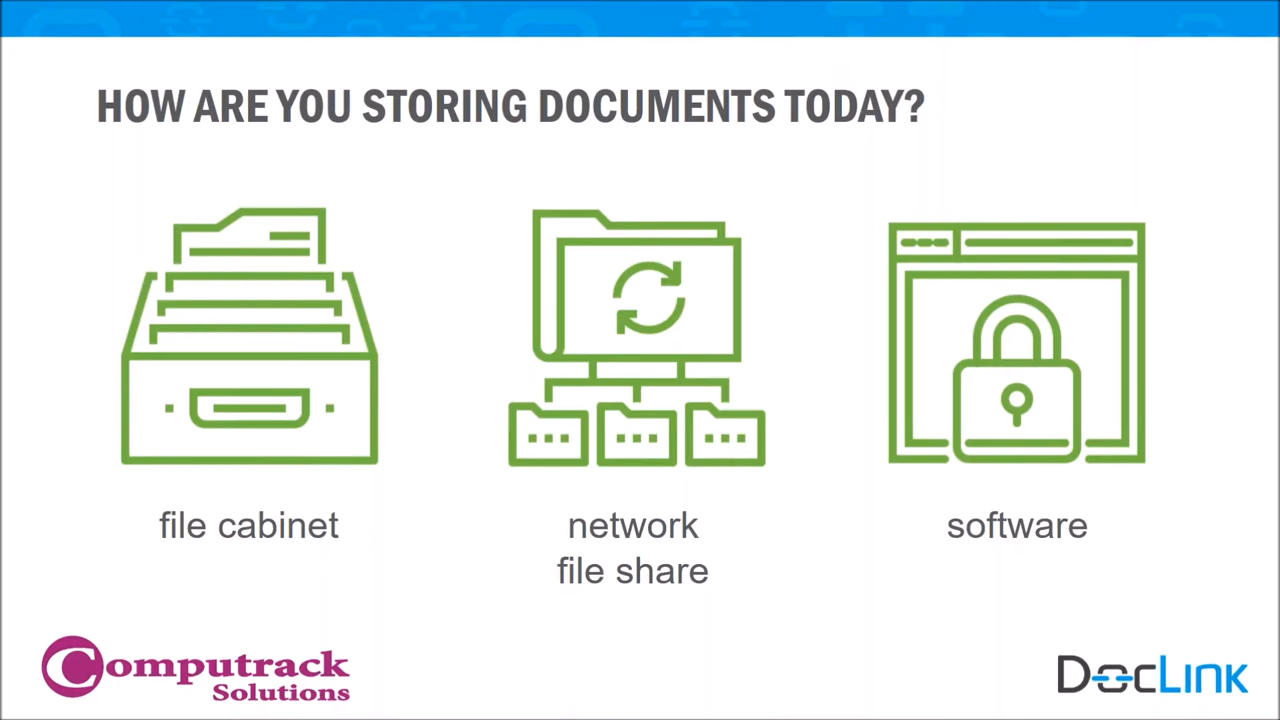 HOW ARE YOU STORING DOCUMENTS TODAY?
file cabinet
network
file share
software
Computrack
Solutions
DocLink